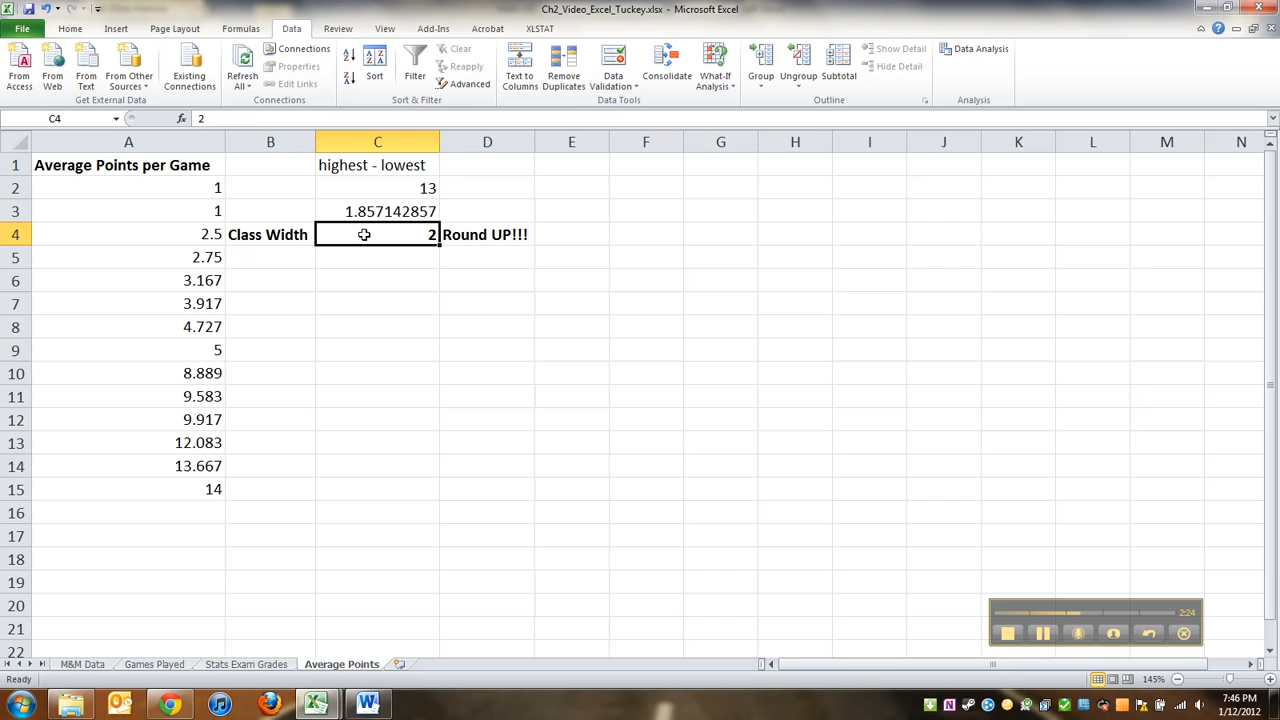 Ch2_Video_Excel_Tuckey.xlsx - Microsoft Excel
File Home Insert Page Layout Formulas Data Review View Add-Ins Acrobat XLSTAT
From Access From Web From Text From Other Sources Existing Connections Refresh All Connections Properties Edit Links Sort Filter Clear Reapply Advanced Text to Columns Remove Duplicates Data Validation Consolidate What-If Analysis Group Ungroup Subtotal Show Detail Hide Detail Data Analysis
Get External Data Connections Sort & Filter Data Tools Outline Analysis
C4 fx 2
A B C D E F G H I J K L M N
1 Average Points per Game highest - lowest
2 1 13
3 1 1.857142857
4 2.5 Class Width 2 Round UP!!!
5 2.75
6 3.167
7 3.917
8 4.727
9 5
10 8.889
11 9.583
12 9.917
13 12.083
14 13.667
15 14
16
17
18
19
20
21
22
2:24
M&M Data Games Played Stats Exam Grades Average Points
Ready 145%
7:46 PM
1/12/2012